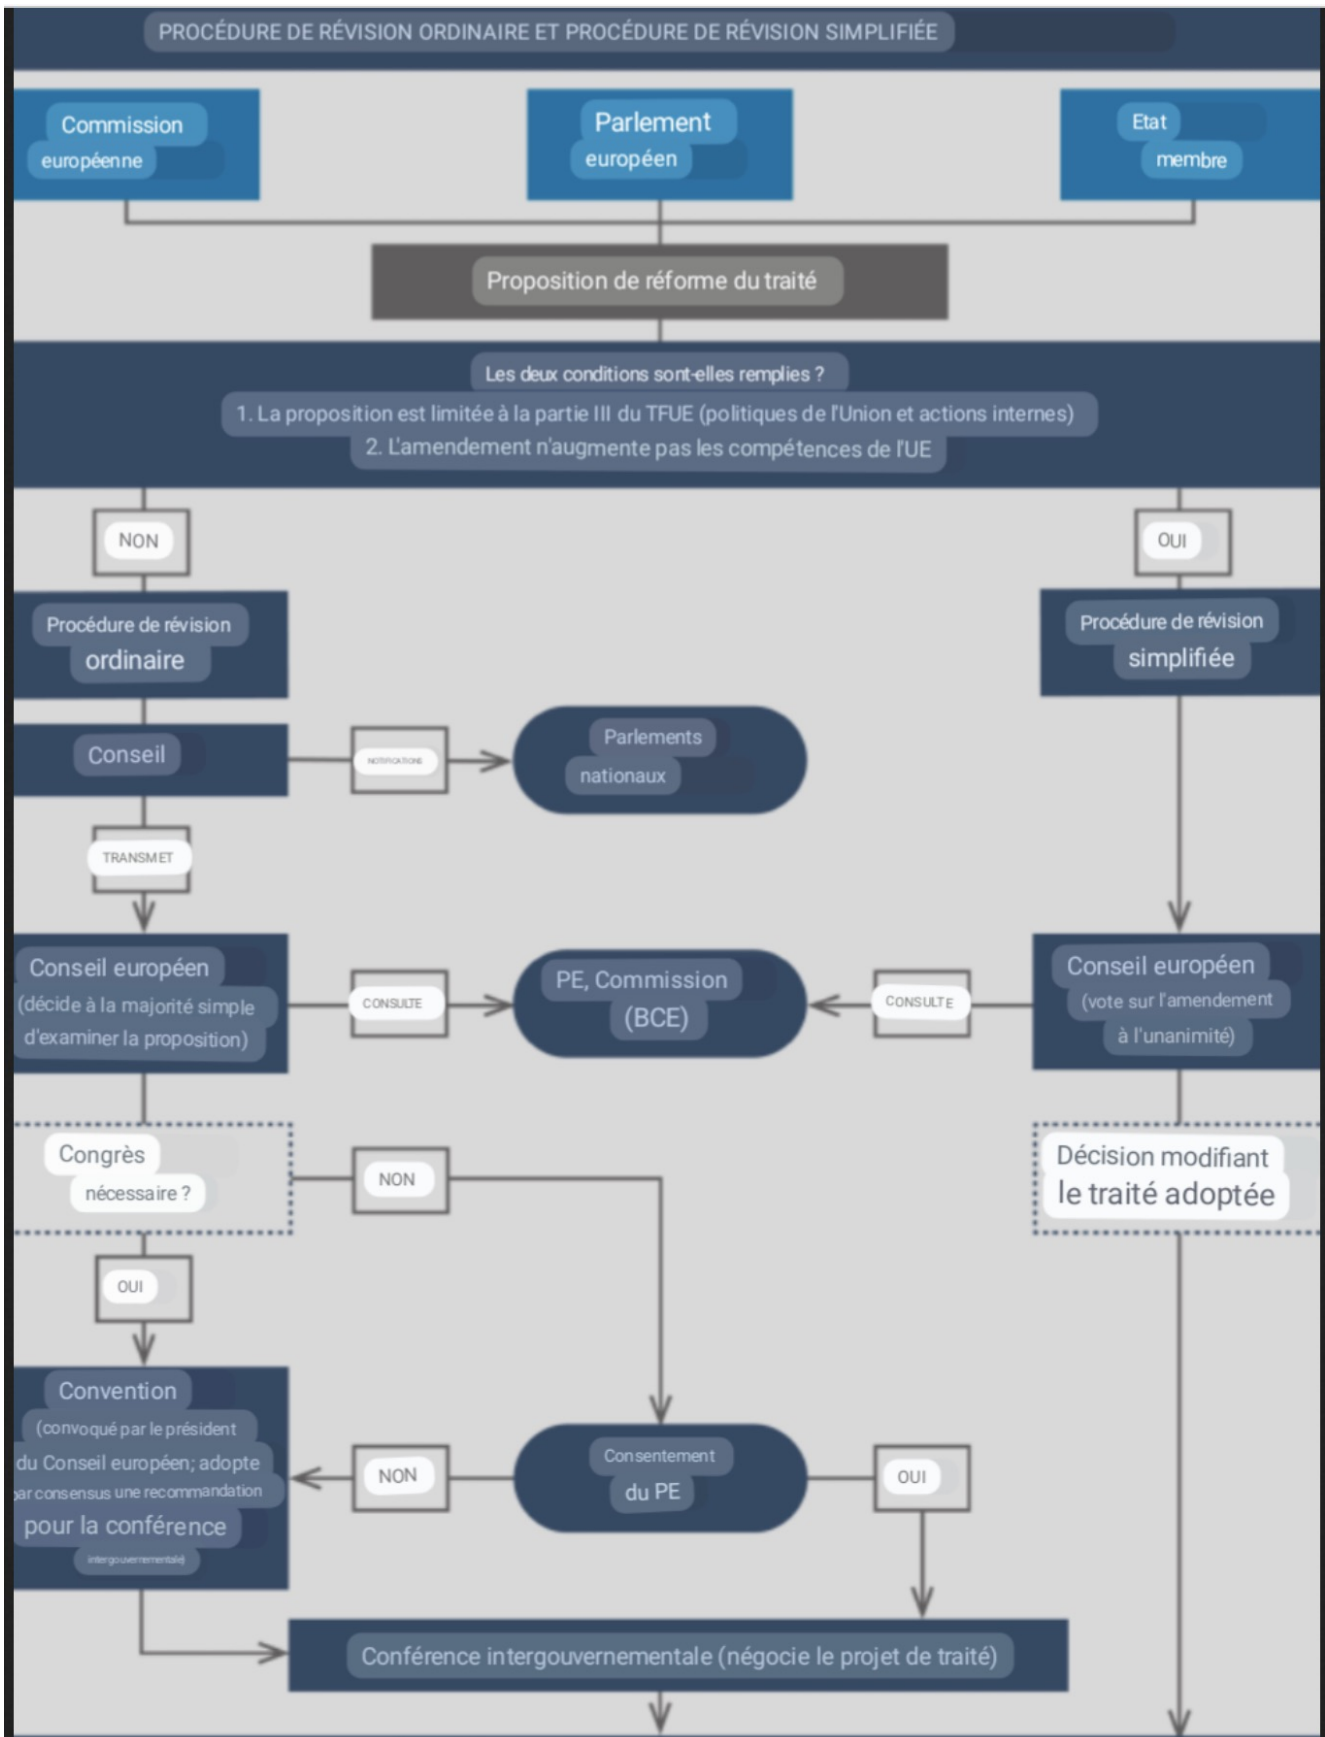 PROCÉDURE DE RÉVISION ORDINAIRE ET PROCÉDURE DE RÉVISION SIMPLIFIÉE
Commission
européenne
Parlement
européen
Etat
membre
Proposition de réforme du traité
Les deux conditions sont-elles remplies ?
1. La proposition est limitée à la partie III du TFUE (politiques de l'Union et actions internes)
2. L'amendement n'augmente pas les compétences de l'UE
NON
OUI
Procédure de révision
ordinaire
Procédure de révision
simplifiée
Conseil
NOTIFICATIONS
Parlements
nationaux
TRANSMET
Conseil européen
(décide à la majorité simple
d'examiner la proposition)
CONSULTE
PE, Commission
(BCE)
CONSULTE
Conseil européen
(vote sur l'amendement
à l'unanimité)
Congrès
nécessaire ?
NON
Décision modifiant
le traité adoptée
OUI
Convention
(convoqué par le président
du Conseil européen; adopte
par consensus une recommandation
pour la conférence
intergouvernementale)
NON
Consentement
du PE
OUI
Conférence intergouvernementale (négocie le projet de traité)